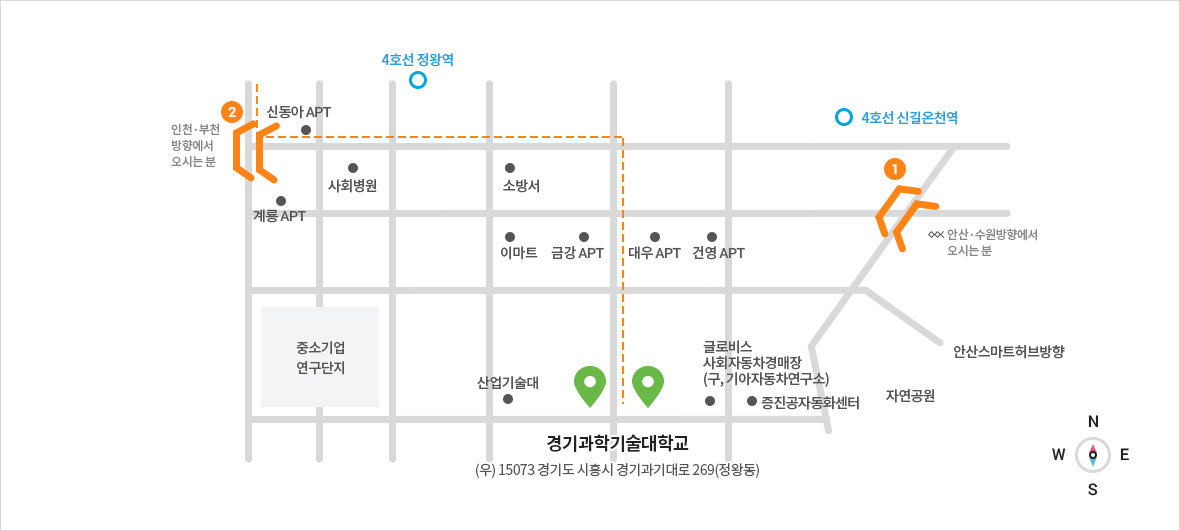 4호선 정왕역
2
신동아 APT
인천·부천
방향에서
오시는 분
4호선 신길온천역
1
사회병원
소방서
계룡 APT
안산·수원방향에서
오시는 분
이마트
금강 APT
대우 APT
건영 APT
중소기업
연구단지
글로비스
사회자동차경매장
(구, 기아자동차연구소)
안산스마트허브방향
산업기술대
증진공자동화센터
자연공원
경기과학기술대학교
(우) 15073 경기도 시흥시 경기과기대로 269(정왕동)
N
W
E
S